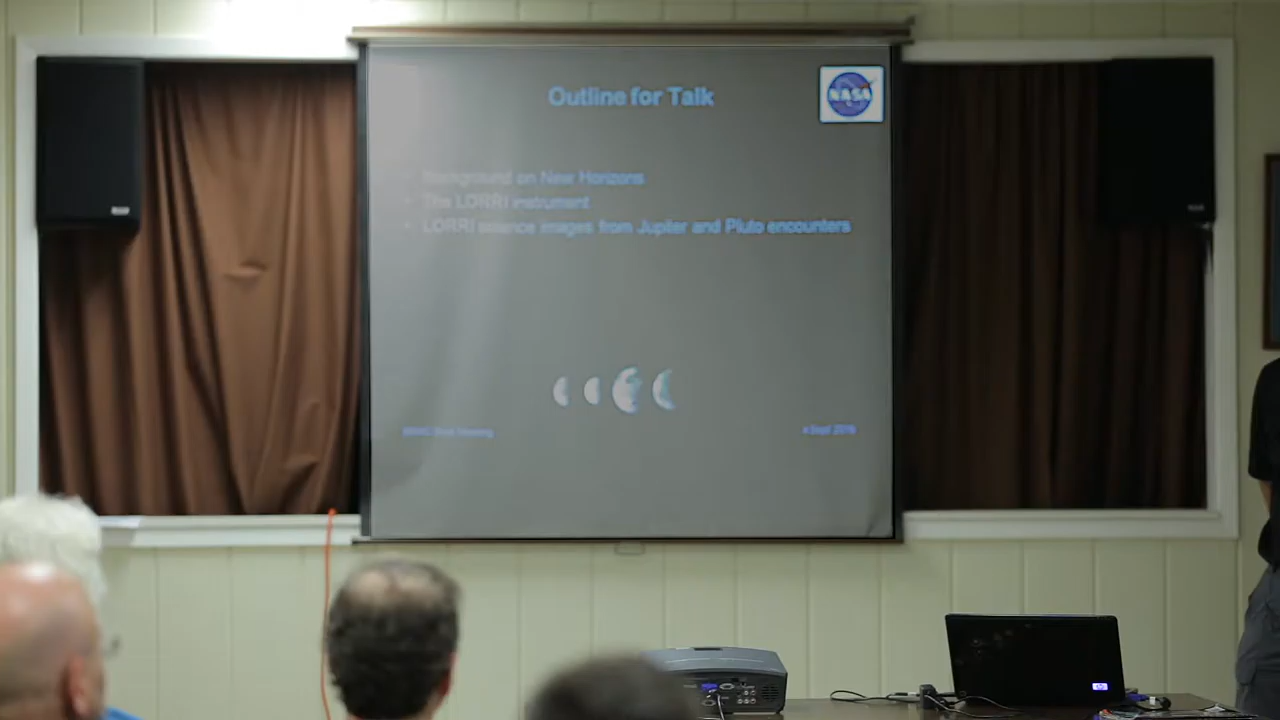 Outline for Talk
NASA
Background on New Horizons
The LORRI instrument
LORRI science images from Jupiter and Pluto encounters